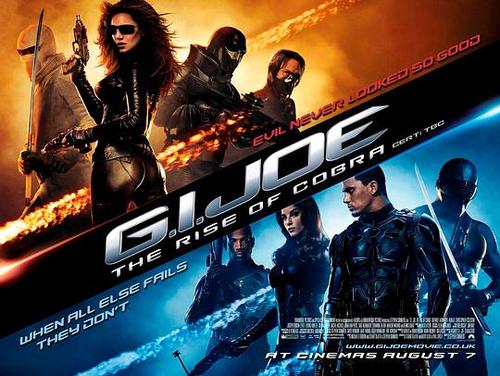 EVIL NEVER LOOKED SO GOOD
G.I.JOE
CERT: TBC
THE RISE OF COBRA
WHEN ALL ELSE FAILS
THEY DON'T
WWW.GIJOEMOVIE.CO.UK
AT CINEMAS AUGUST 7